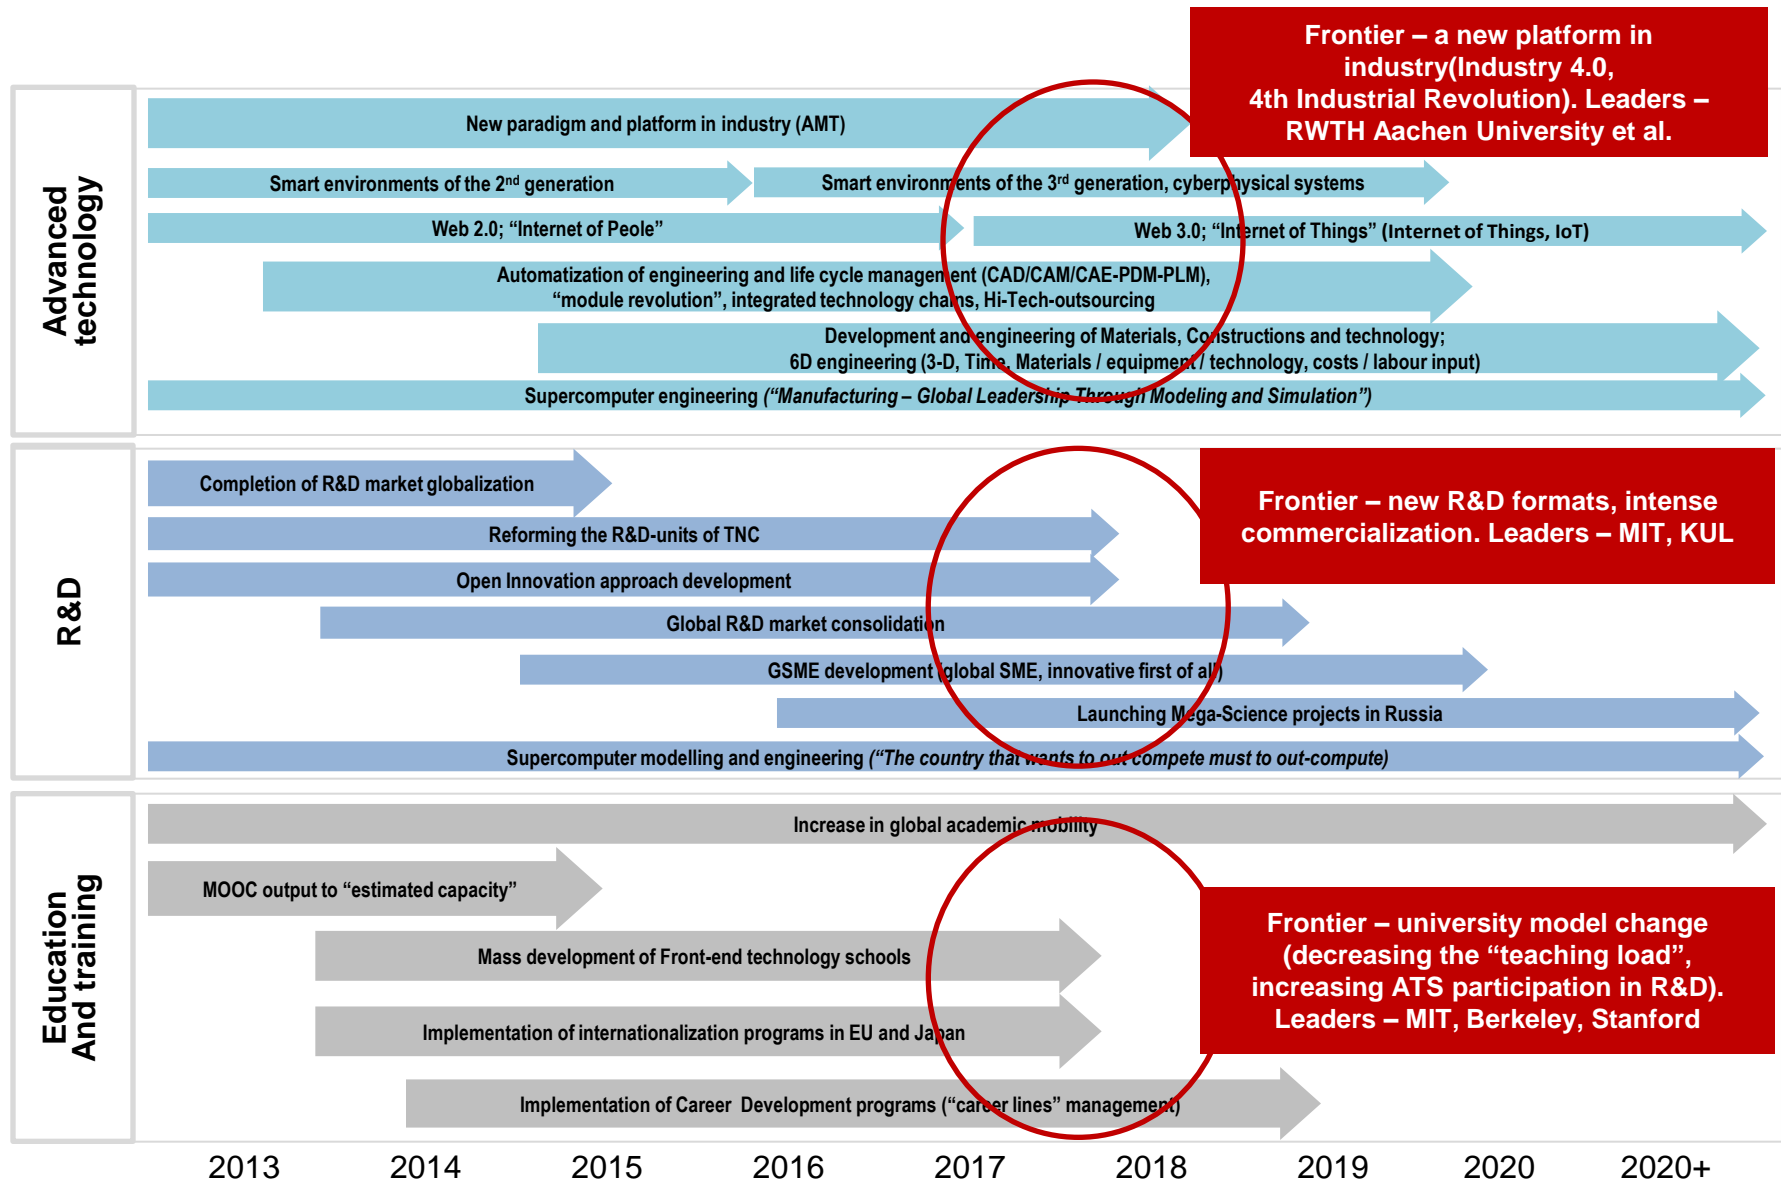 Frontier – a new platform in
industry(Industry 4.0,
4th Industrial Revolution). Leaders –
RWTH Aachen University et al.
Advanced
technology
New paradigm and platform in industry (AMT)
Smart environments of the 2nd generation
Smart environments of the 3rd generation, cyberphysical systems
Web 2.0; “Internet of Peole”
Web 3.0; “Internet of Things” (Internet of Things, IoT)
Automatization of engineering and life cycle management (CAD/CAM/CAE-PDM-PLM),
“module revolution”, integrated technology chains, Hi-Tech-outsourcing
Development and engineering of Materials, Constructions and technology;
6D engineering (3-D, Time, Materials / equipment / technology, costs / labour input)
Supercomputer engineering (“Manufacturing – Global Leadership Through Modeling and Simulation”)
R&D
Completion of R&D market globalization
Frontier – new R&D formats, intense
commercialization. Leaders – MIT, KUL
Reforming the R&D-units of TNC
Open Innovation approach development
Global R&D market consolidation
GSME development (global SME, innovative first of all)
Launching Mega-Science projects in Russia
Supercomputer modelling and engineering (“The country that wants to out compete must to out-compute)
Education
And training
Increase in global academic mobility
MOOC output to “estimated capacity”
Frontier – university model change
(decreasing the “teaching load”,
increasing ATS participation in R&D).
Leaders – MIT, Berkeley, Stanford
Mass development of Front-end technology schools
Implementation of internationalization programs in EU and Japan
Implementation of Career Development programs (“career lines” management)
2013 2014 2015 2016 2017 2018 2019 2020 2020+